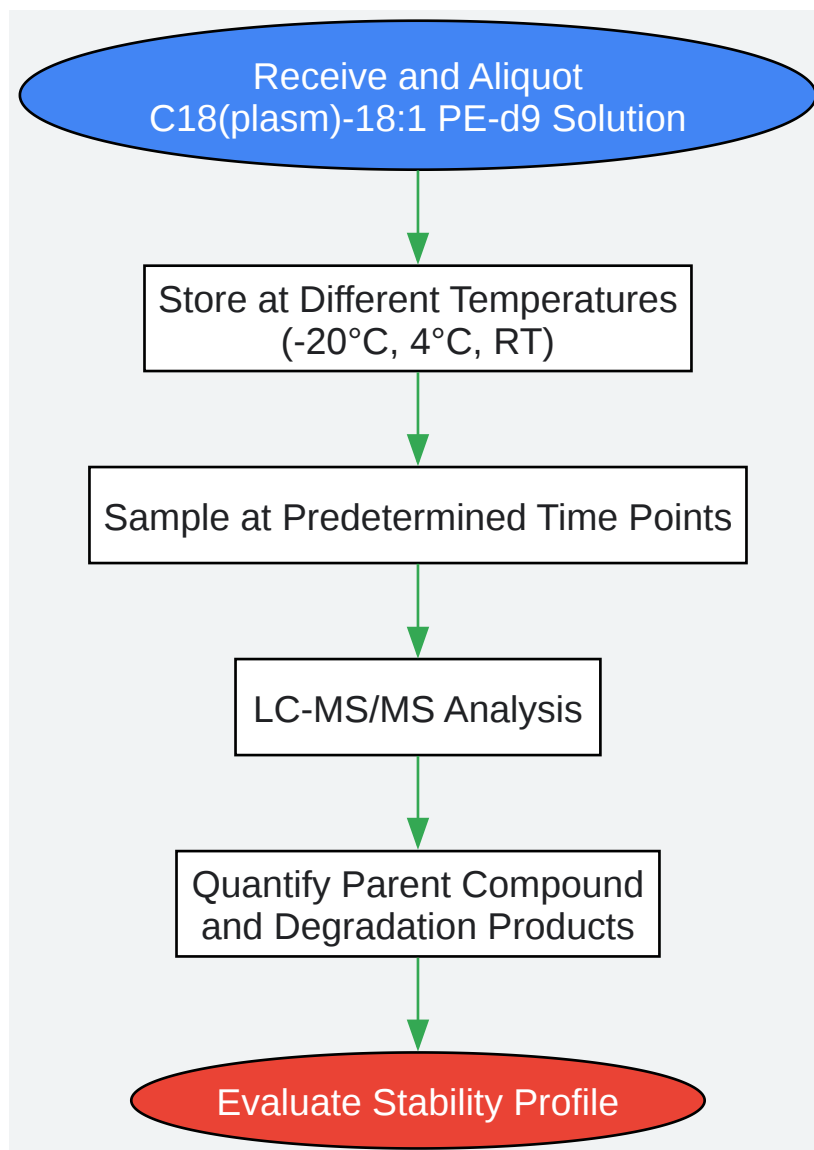 Receive and Aliquot
C18(plasm)-18:1 PE-d9 Solution
Store at Different Temperatures
(-20°C, 4°C, RT)
Sample at Predetermined Time Points
LC-MS/MS Analysis
Quantify Parent Compound
and Degradation Products
Evaluate Stability Profile